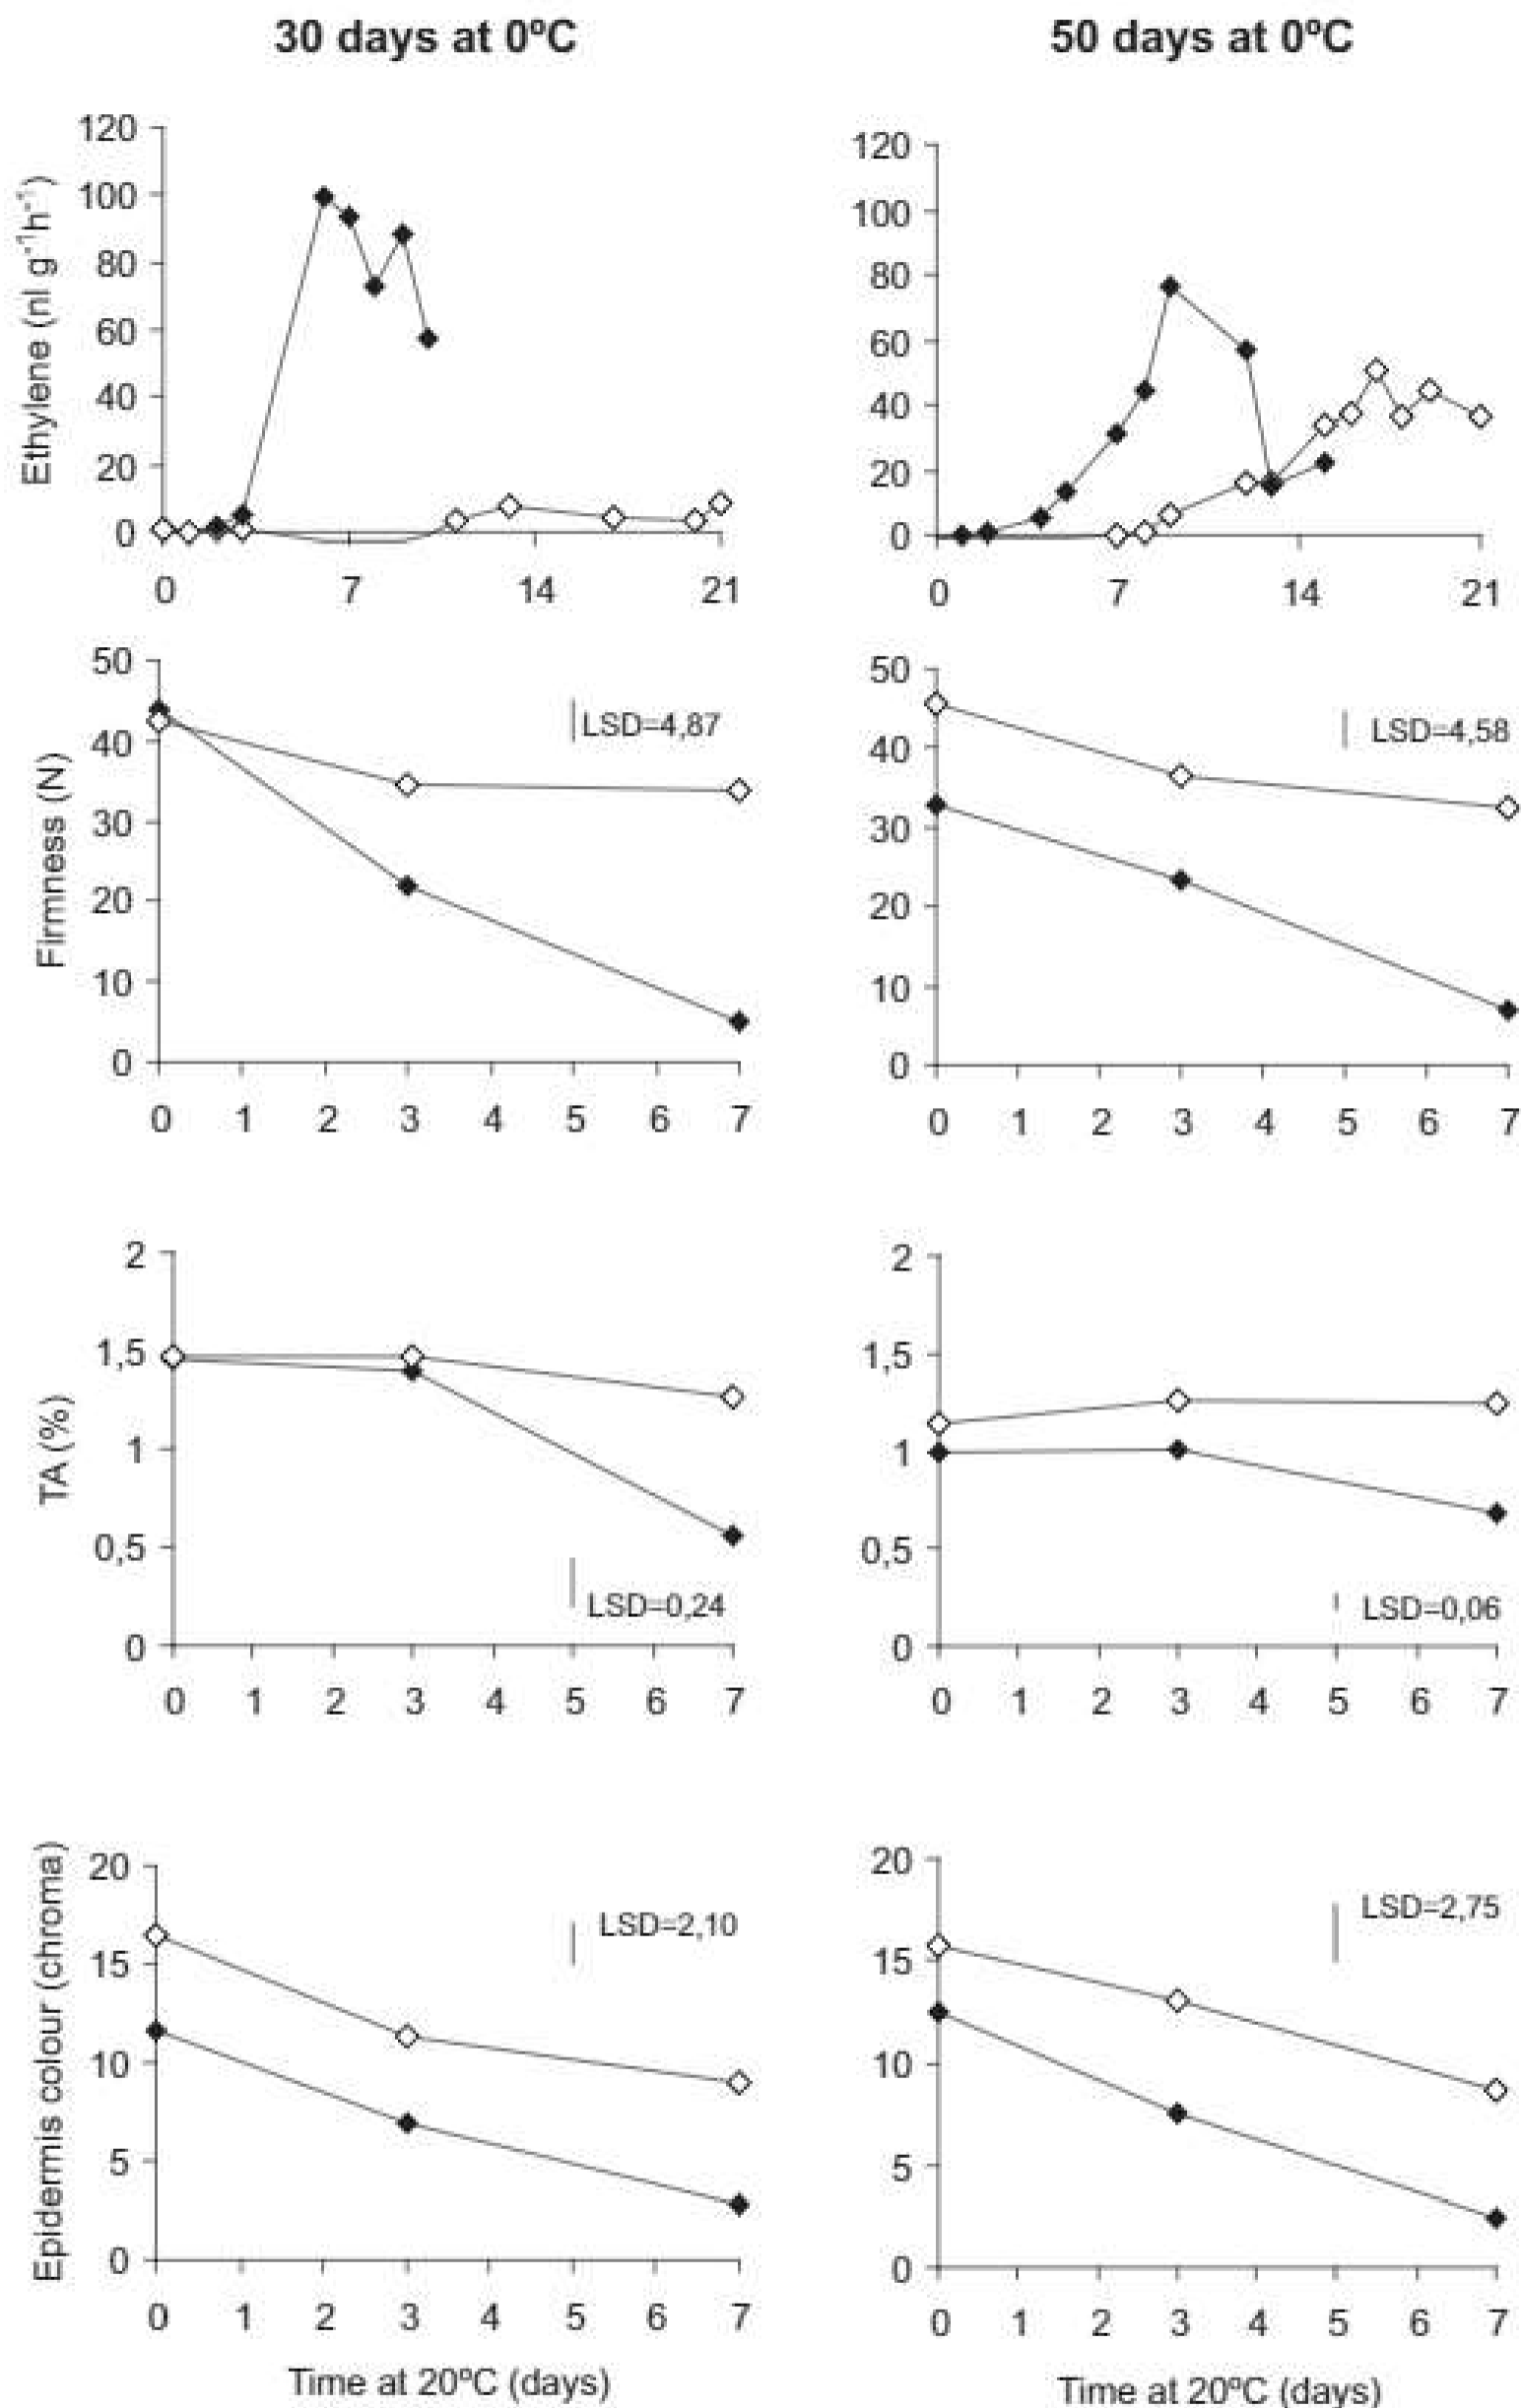 30 days at 0ºC
50 days at 0ºC
Ethylene (nl g-1h-1)
120
100
80
60
40
20
0
0 7 14 21
120
100
80
60
40
20
0
0 7 14 21
Firmness (N)
50
40
30
20
10
0
LSD=4,87
0 1 2 3 4 5 6 7
50
40
30
20
10
0
LSD=4,58
0 1 2 3 4 5 6 7
TA (%)
2
1,5
1
0,5
0
LSD=0,24
0 1 2 3 4 5 6 7
2
1,5
1
0,5
0
LSD=0,06
0 1 2 3 4 5 6 7
Epidermis colour (chroma)
20
15
10
5
0
LSD=2,10
0 1 2 3 4 5 6 7
Time at 20ºC (days)
20
15
10
5
0
LSD=2,75
0 1 2 3 4 5 6 7
Time at 20ºC (days)